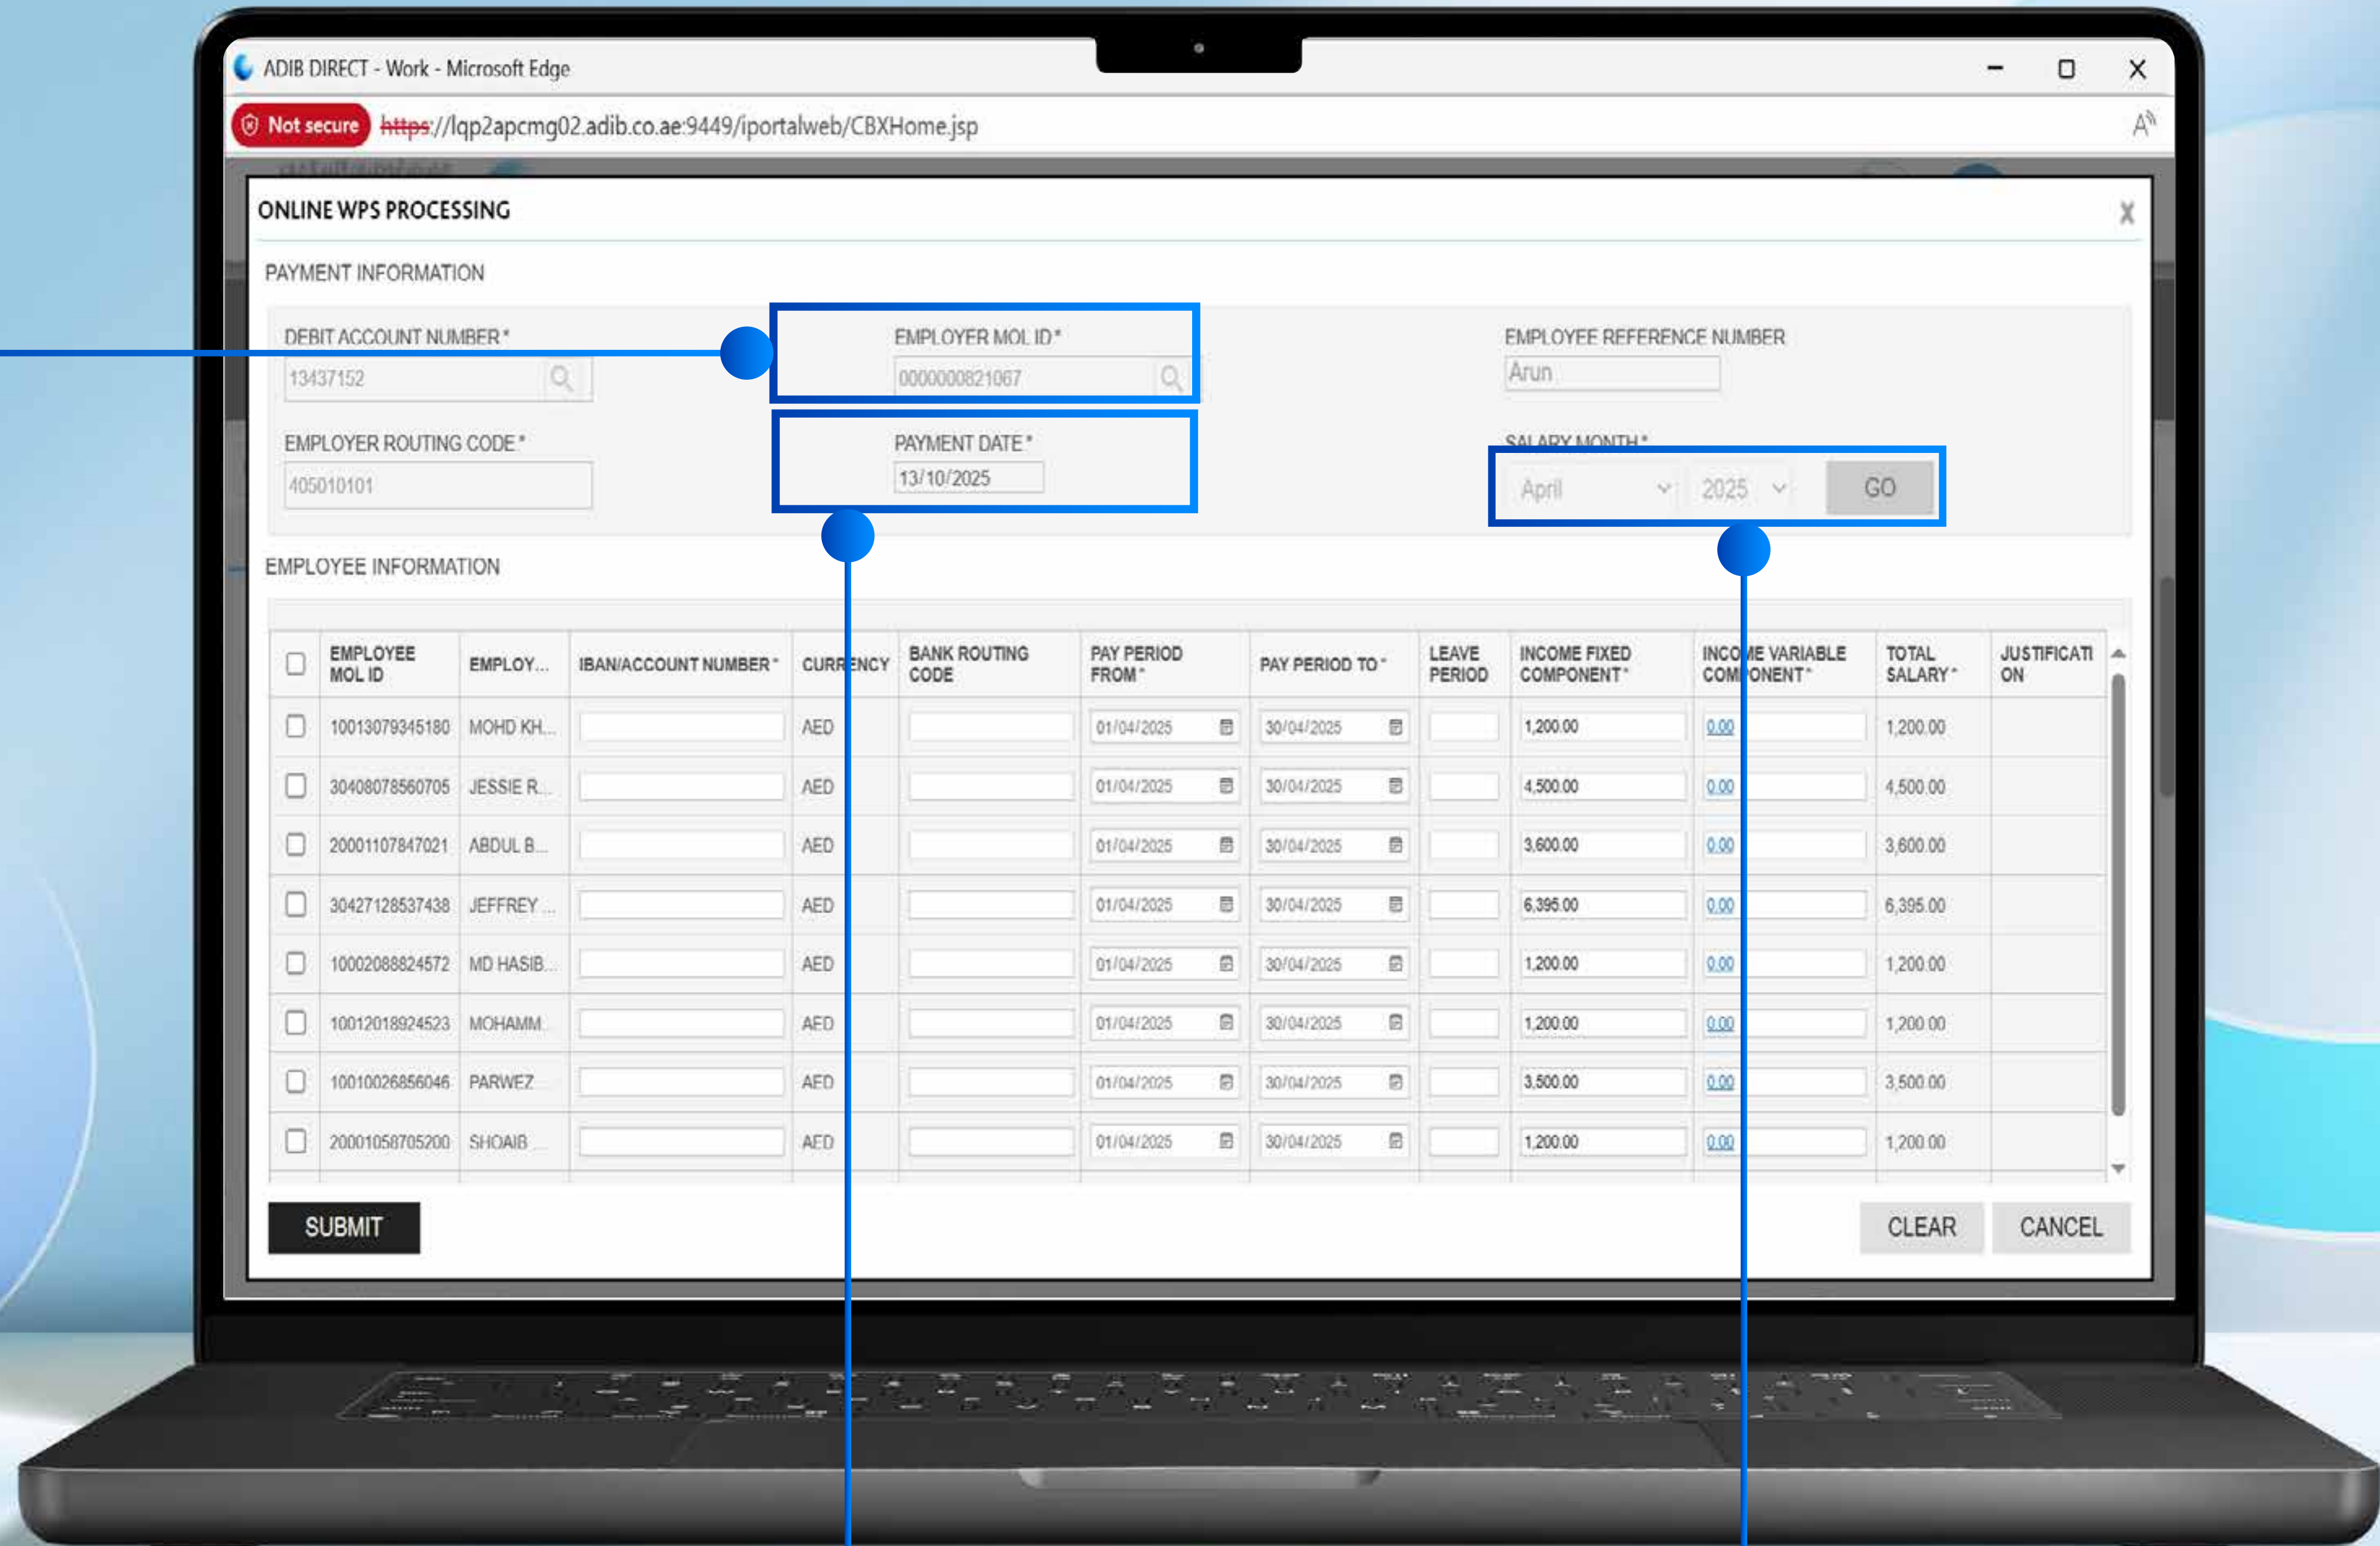 ADIB DIRECT - Work - Microsoft Edge
Not secure https://lqp2apcmg02.adib.co.ae:9449/iportalweb/CBXHome.jsp
ONLINE WPS PROCESSING
PAYMENT INFORMATION
DEBIT ACCOUNT NUMBER * EMPLOYER MOL ID * EMPLOYEE REFERENCE NUMBER
13437152 0000000821067 Arun
EMPLOYER ROUTING CODE * PAYMENT DATE * SALARY MONTH *
405010101 13/10/2025 April 2025 GO
EMPLOYEE INFORMATION
EMPLOYEE MOL ID EMPLOY... IBAN/ACCOUNT NUMBER * CURRENCY BANK ROUTING CODE PAY PERIOD FROM * PAY PERIOD TO * LEAVE PERIOD INCOME FIXED COMPONENT * INCOME VARIABLE COMPONENT * TOTAL SALARY * JUSTIFICATI ON
10013079345180 MOHD KH... AED 01/04/2025 30/04/2025 1,200.00 0.00 1,200.00
30408078560705 JESSIE R... AED 01/04/2025 30/04/2025 4,500.00 0.00 4,500.00
20001107847021 ABDUL B... AED 01/04/2025 30/04/2025 3,600.00 0.00 3,600.00
30427128537438 JEFFREY ... AED 01/04/2025 30/04/2025 6,395.00 0.00 6,395.00
10002088824572 MD HASIB... AED 01/04/2025 30/04/2025 1,200.00 0.00 1,200.00
10012018924523 MOHAMM... AED 01/04/2025 30/04/2025 1,200.00 0.00 1,200.00
10010026856046 PARWEZ ... AED 01/04/2025 30/04/2025 3,500.00 0.00 3,500.00
20001058705200 SHOAIB ... AED 01/04/2025 30/04/2025 1,200.00 0.00 1,200.00
SUBMIT CLEAR CANCEL